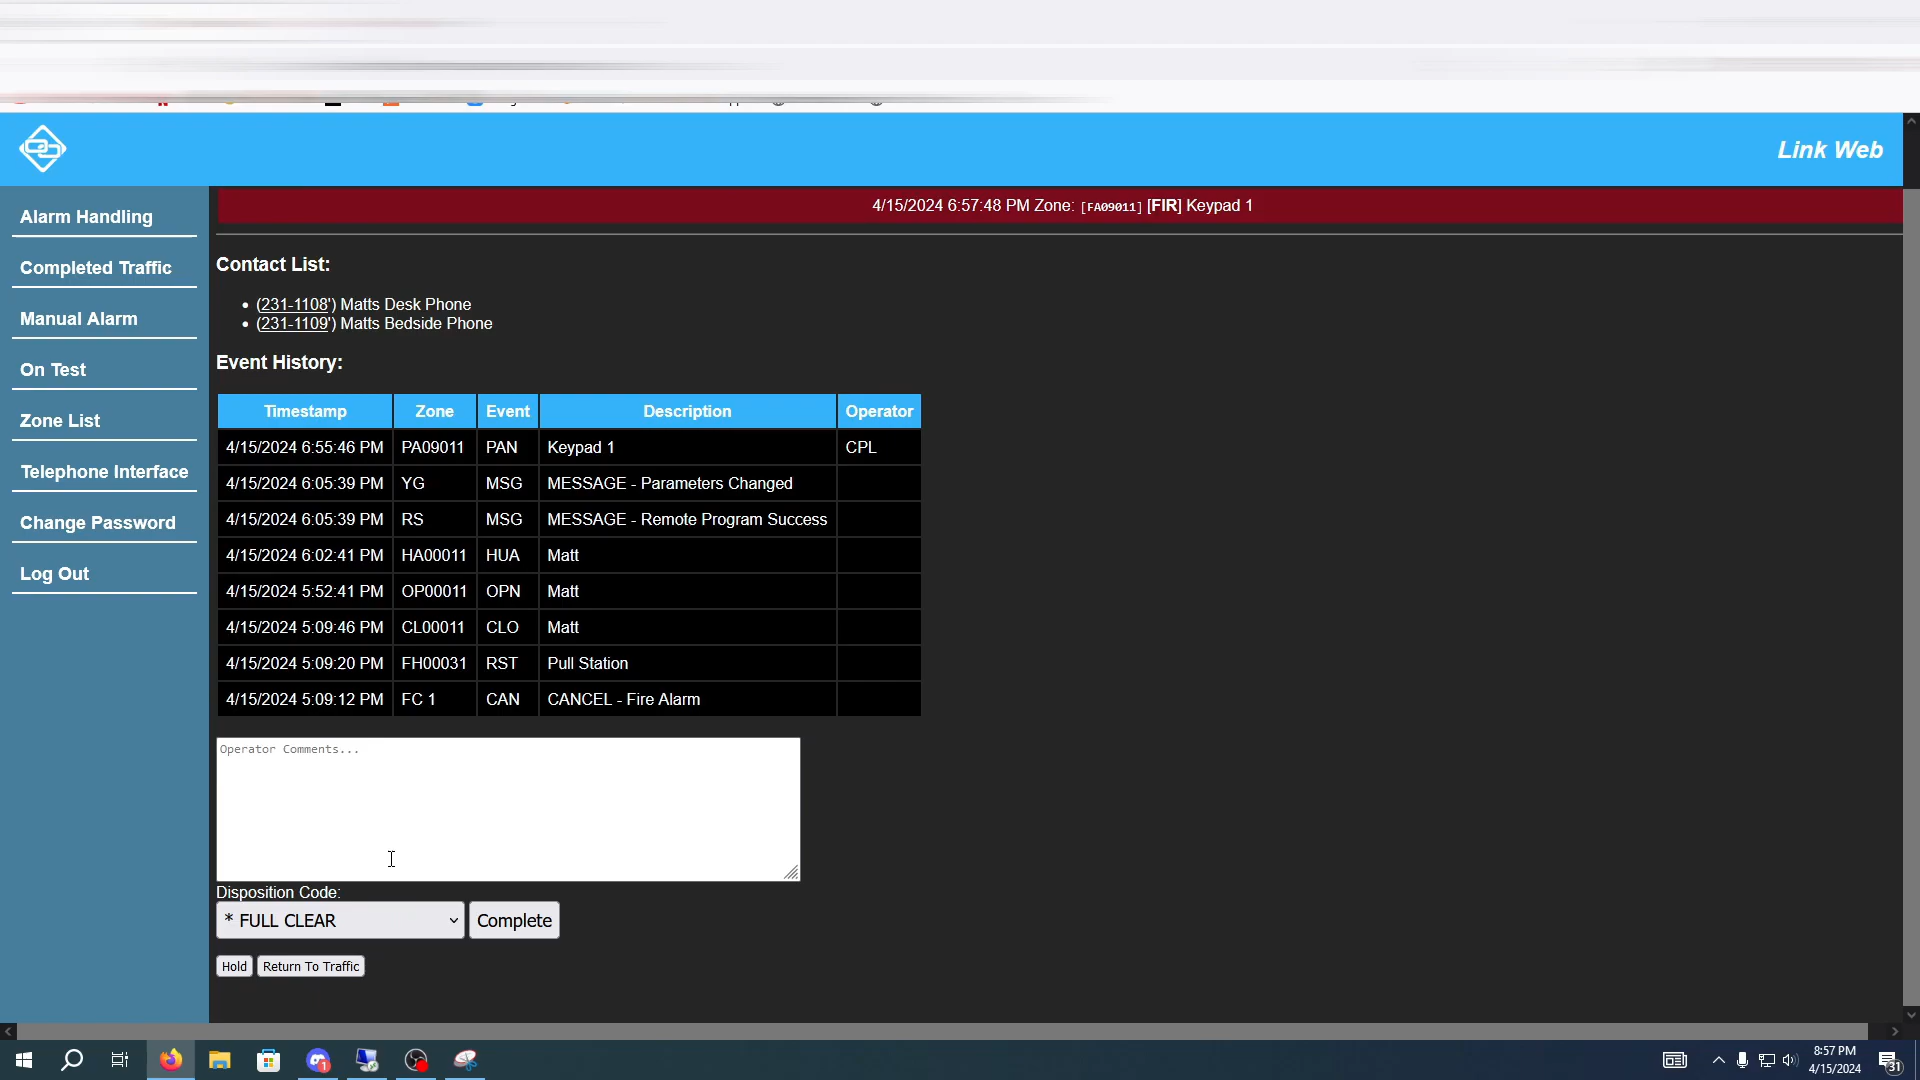 Link Web
Alarm Handling
Completed Traffic
Manual Alarm
On Test
Zone List
Telephone Interface
Change Password
Log Out
4/15/2024 6:57:48 PM Zone: [FA09011] [FIR] Keypad 1
Contact List:
• (231-1108') Matts Desk Phone
• (231-1109') Matts Bedside Phone
Event History:
Timestamp Zone Event Description Operator
4/15/2024 6:55:46 PM PA09011 PAN Keypad 1 CPL
4/15/2024 6:05:39 PM YG MSG MESSAGE - Parameters Changed
4/15/2024 6:05:39 PM RS MSG MESSAGE - Remote Program Success
4/15/2024 6:02:41 PM HA00011 HUA Matt
4/15/2024 5:52:41 PM OP00011 OPN Matt
4/15/2024 5:09:46 PM CL00011 CLO Matt
4/15/2024 5:09:20 PM FH00031 RST Pull Station
4/15/2024 5:09:12 PM FC 1 CAN CANCEL - Fire Alarm
Operator Comments...
Disposition Code:
* FULL CLEAR
Complete
Hold Return To Traffic
1
8:57 PM
4/15/2024
31